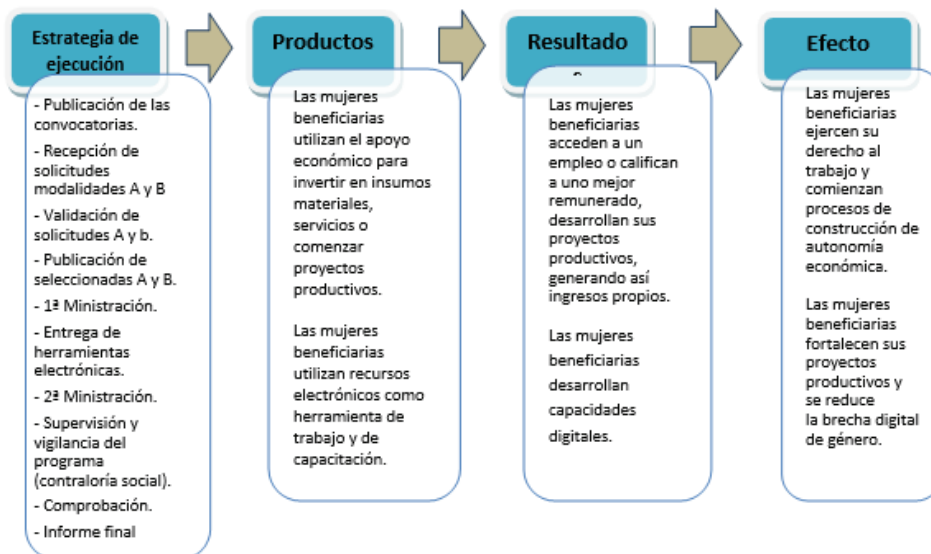 Estrategia de
ejecución
- Publicación de las
convocatorias.
- Recepción de
solicitudes
modalidades A y B
- Validación de
solicitudes A y b.
- Publicación de
seleccionadas A y B.
- 1ª Ministración.
- Entrega de
herramientas
electrónicas.
- 2ª Ministración.
- Supervisión y
vigilancia del
programa
(contraloría social).
- Comprobación.
- Informe final
Productos
Las mujeres
beneficiarias
utilizan el apoyo
económico para
invertir en insumos
materiales,
servicios o
comenzar
proyectos
productivos.
Las mujeres
beneficiarias
utilizan recursos
electrónicos como
herramienta de
trabajo y de
capacitación.
Resultado
Las mujeres
beneficiarias
acceden a un
empleo o califican
a uno mejor
remunerado,
desarrollan sus
proyectos
productivos,
generando así
ingresos propios.
Las mujeres
beneficiarias
desarrollan
capacidades
digitales.
Efecto
Las mujeres
beneficiarias
ejercen su
derecho al
trabajo y
comienzan
procesos de
construcción de
autonomía
económica.
Las mujeres
beneficiarias
fortalecen sus
proyectos
productivos y
se reduce
la brecha digital
de género.